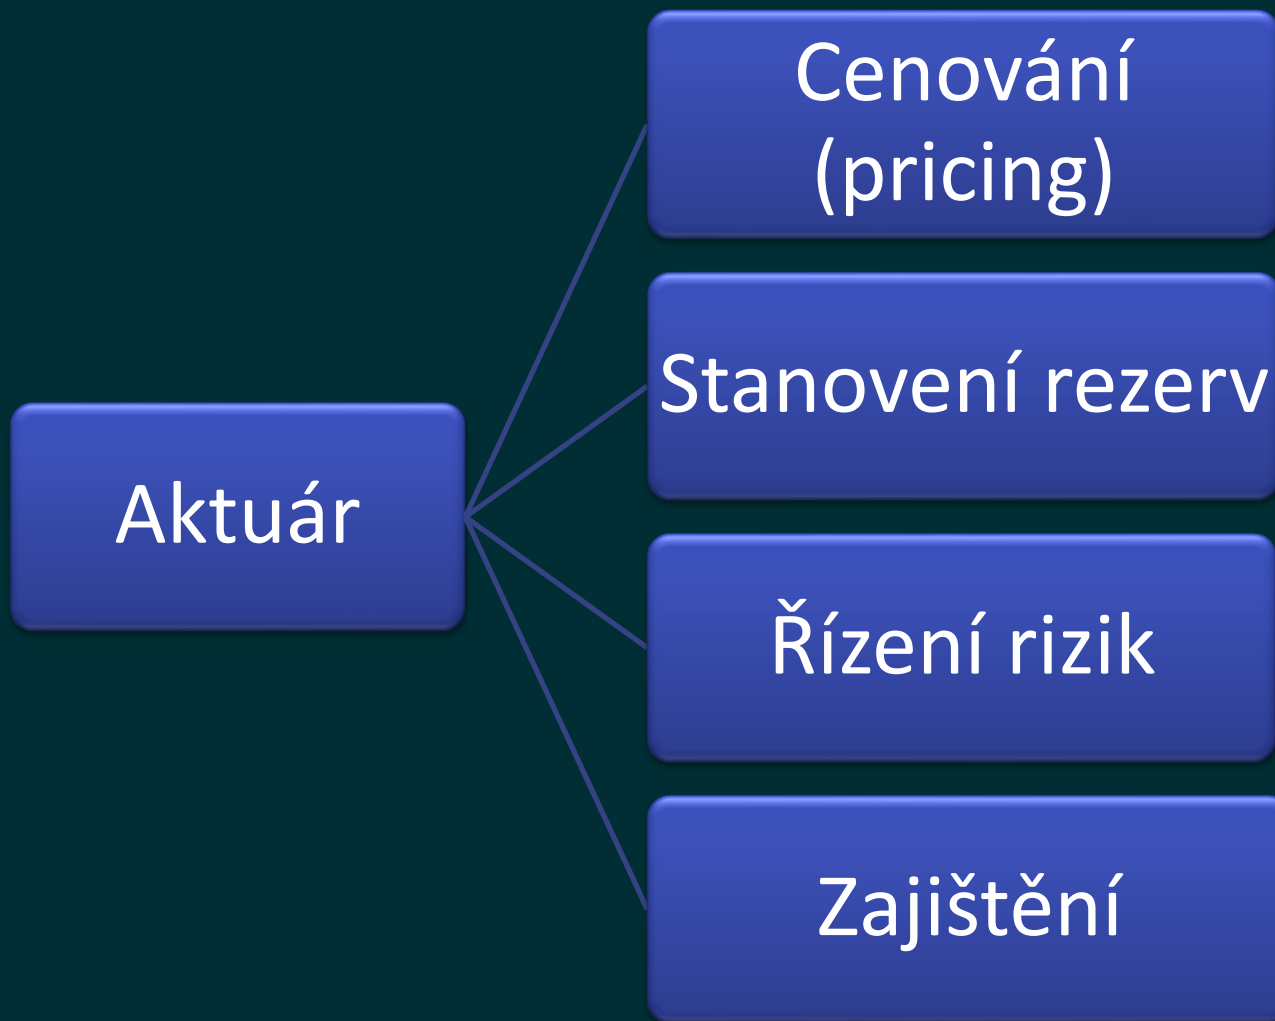 Aktuár
Cenování
(pricing)
Stanovení rezerv
Řízení rizik
Zajištění